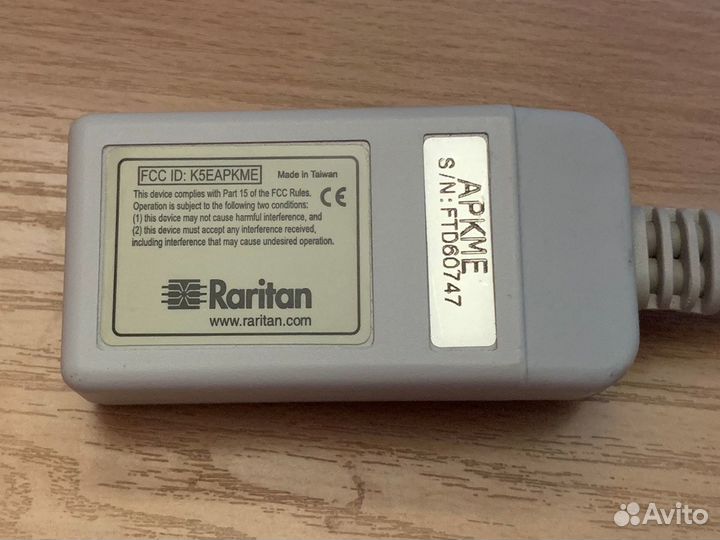 FCC ID: K5EAPKME Made in Taiwan
This device complies with Part 15 of the FCC Rules.
Operation is subject to the following two conditions:
(1) this device may not cause harmful interference, and
(2) this device must accept any interference received,
including interference that may cause undesired operation.
CE
Raritan
www.raritan.com
APKME
S/N:FTD60747
Avito